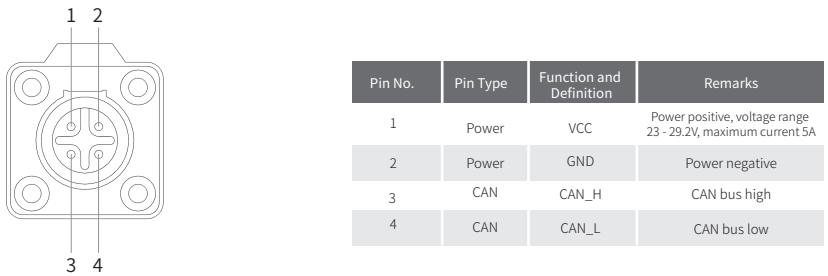 1 2
3 4
Pin No. Pin Type Function and Definition Remarks
1 Power VCC Power positive, voltage range 23 - 29.2V, maximum current 5A
2 Power GND Power negative
3 CAN CAN_H CAN bus high
4 CAN CAN_L CAN bus low